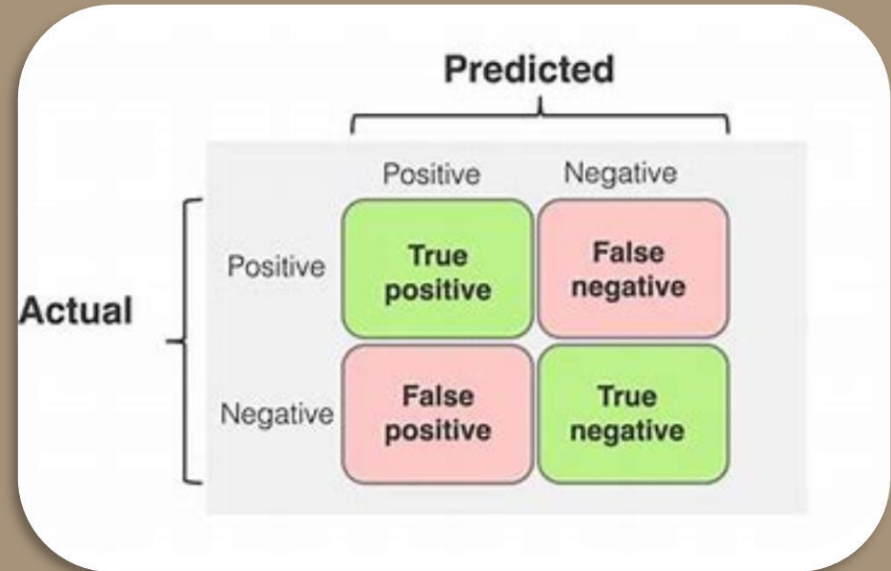 Predicted
Positive Negative
Positive
True
positive
False
negative
Actual
Negative
False
positive
True
negative